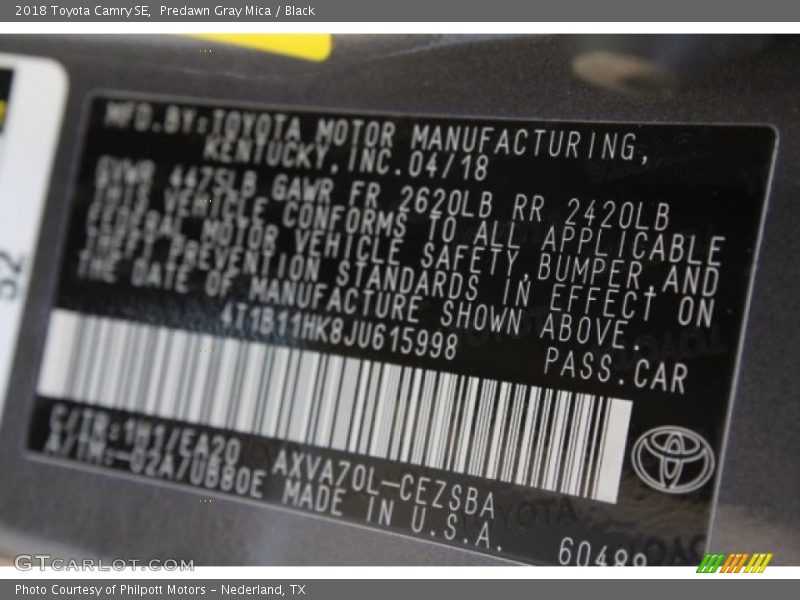 2018 Toyota Camry SE, Predawn Gray Mica / Black
MFD.BY:TOYOTA MOTOR MANUFACTURING,
KENTUCKY,INC.04/18
GVWR 4475LB GAWR FR 2620LB RR 2420LB
THIS VEHICLE CONFORMS TO ALL APPLICABLE
FEDERAL MOTOR VEHICLE SAFETY,BUMPER,AND
THEFT PREVENTION STANDARDS IN EFFECT ON
THE DATE OF MANUFACTURE SHOWN ABOVE.
4T1B11HK8JU615998
PASS.CAR
52
C/TR:1H1/EA20 AXVA70L-CEZSBA
A/TM:-02A/UB80E MADE IN U.S.A.
TOYOTA
GTCARLOT.COM
Photo Courtesy of Philpott Motors - Nederland, TX